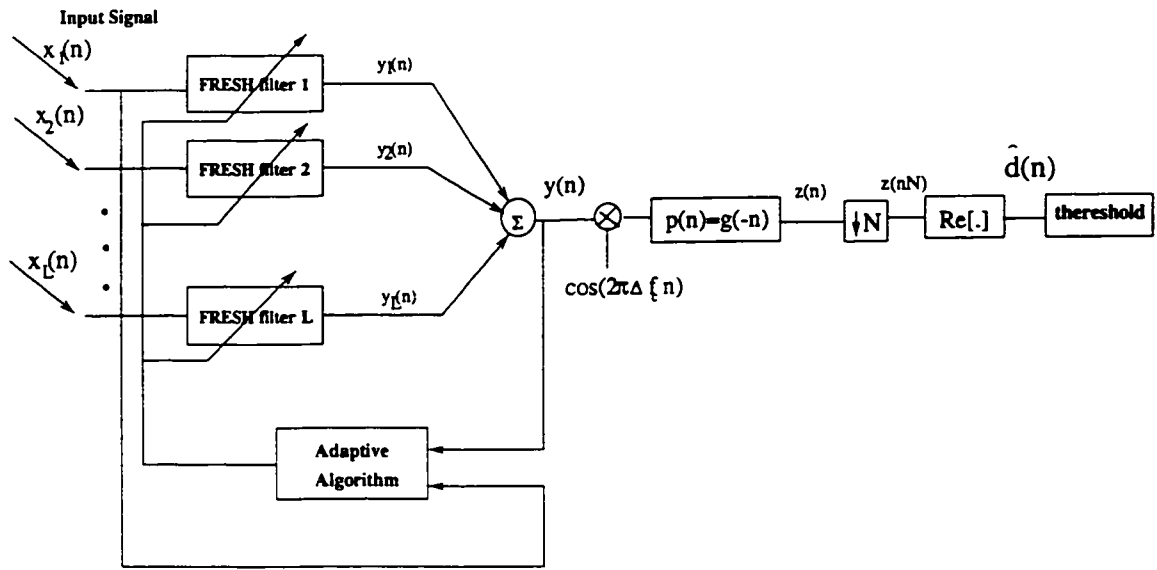 Input Signal
x1(n)
FRESH filter 1
y1(n)
x2(n)
FRESH filter 2
y2(n)
xL(n)
FRESH filter L
yL(n)
Σ
y(n)
cos(2πΔfc n)
p(n)=g(-n)
z(n)
↓N
z(nN)
Re[.]
d̂(n)
thereshold
Adaptive
Algorithm